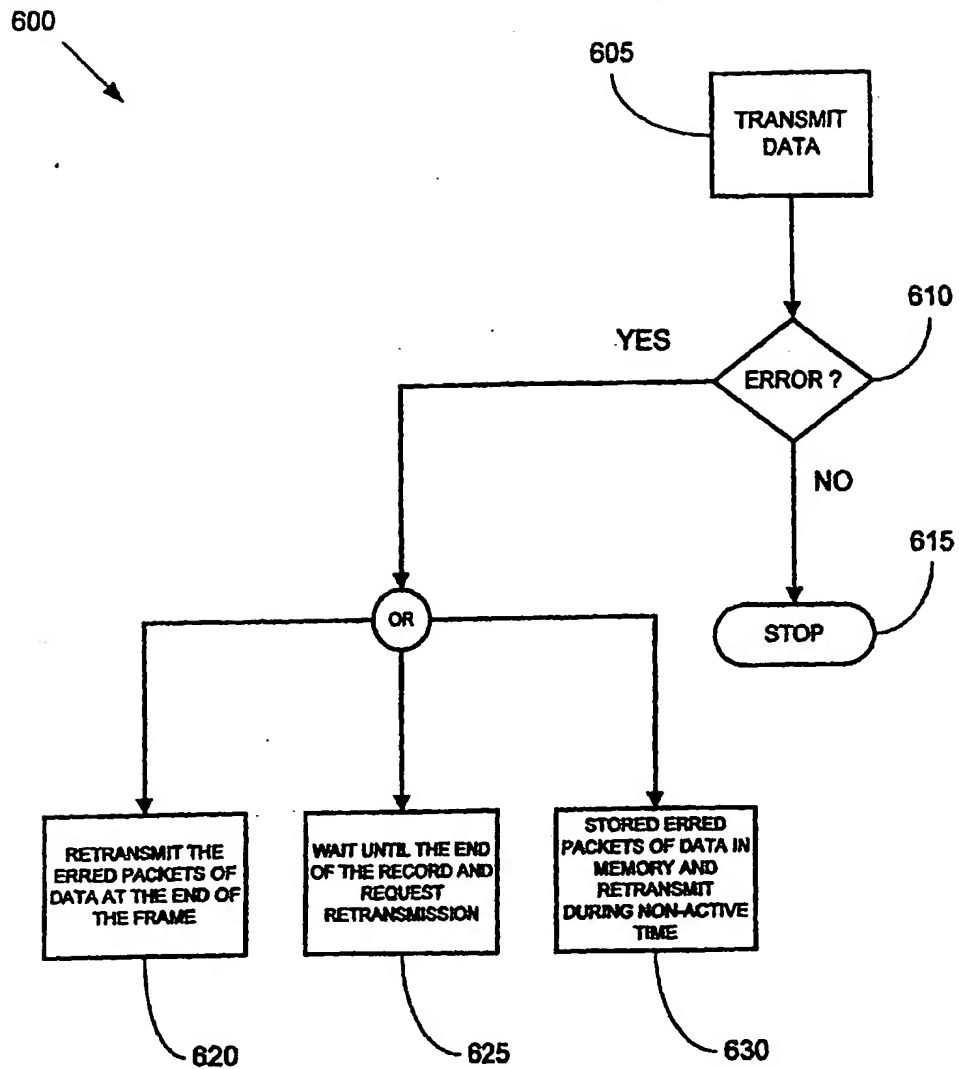 600
605
TRANSMIT
DATA
610
YES
ERROR ?
NO
615
OR
STOP
RETRANSMIT THE
ERRED PACKETS OF
DATA AT THE END OF
THE FRAME
WAIT UNTIL THE END
OF THE RECORD AND
REQUEST
RETRANSMISSION
STORED ERRED
PACKETS OF DATA IN
MEMORY AND
RETRANSMIT
DURING NON-ACTIVE
TIME
620
625
630